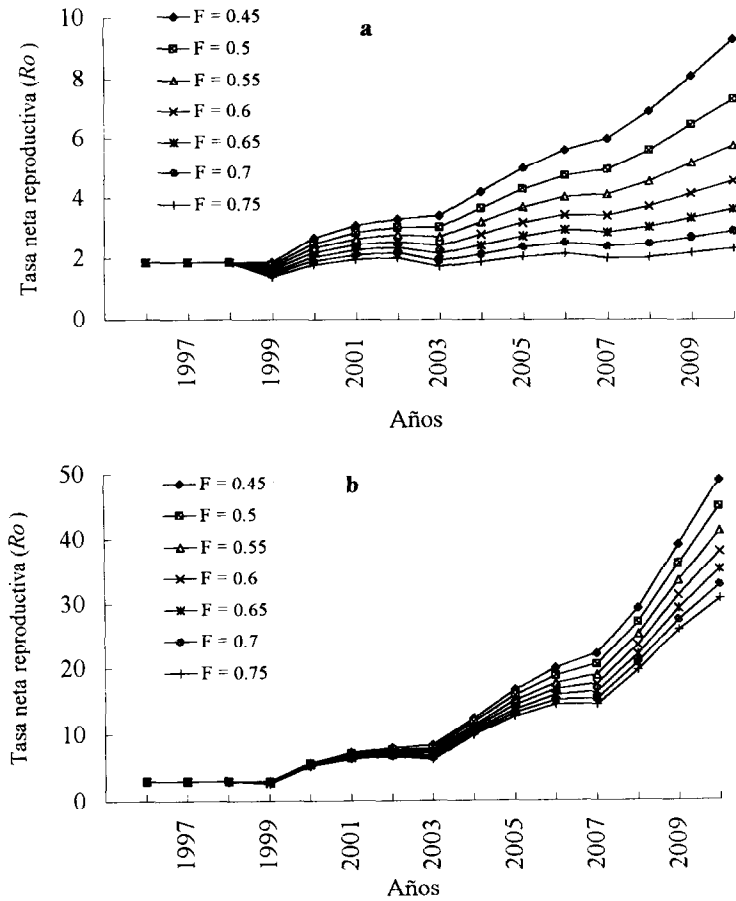 a
Tasa neta reproductiva (Ro)
10
8
6
4
2
0
F = 0.45
F = 0.5
F = 0.55
F = 0.6
F = 0.65
F = 0.7
F = 0.75
1997
1999
2001
2003
2005
2007
2009
Años
b
Tasa neta reproductiva (Ro)
50
40
30
20
10
0
F = 0.45
F = 0.5
F = 0.55
F = 0.6
F = 0.65
F = 0.7
F = 0.75
1997
1999
2001
2003
2005
2007
2009
Años